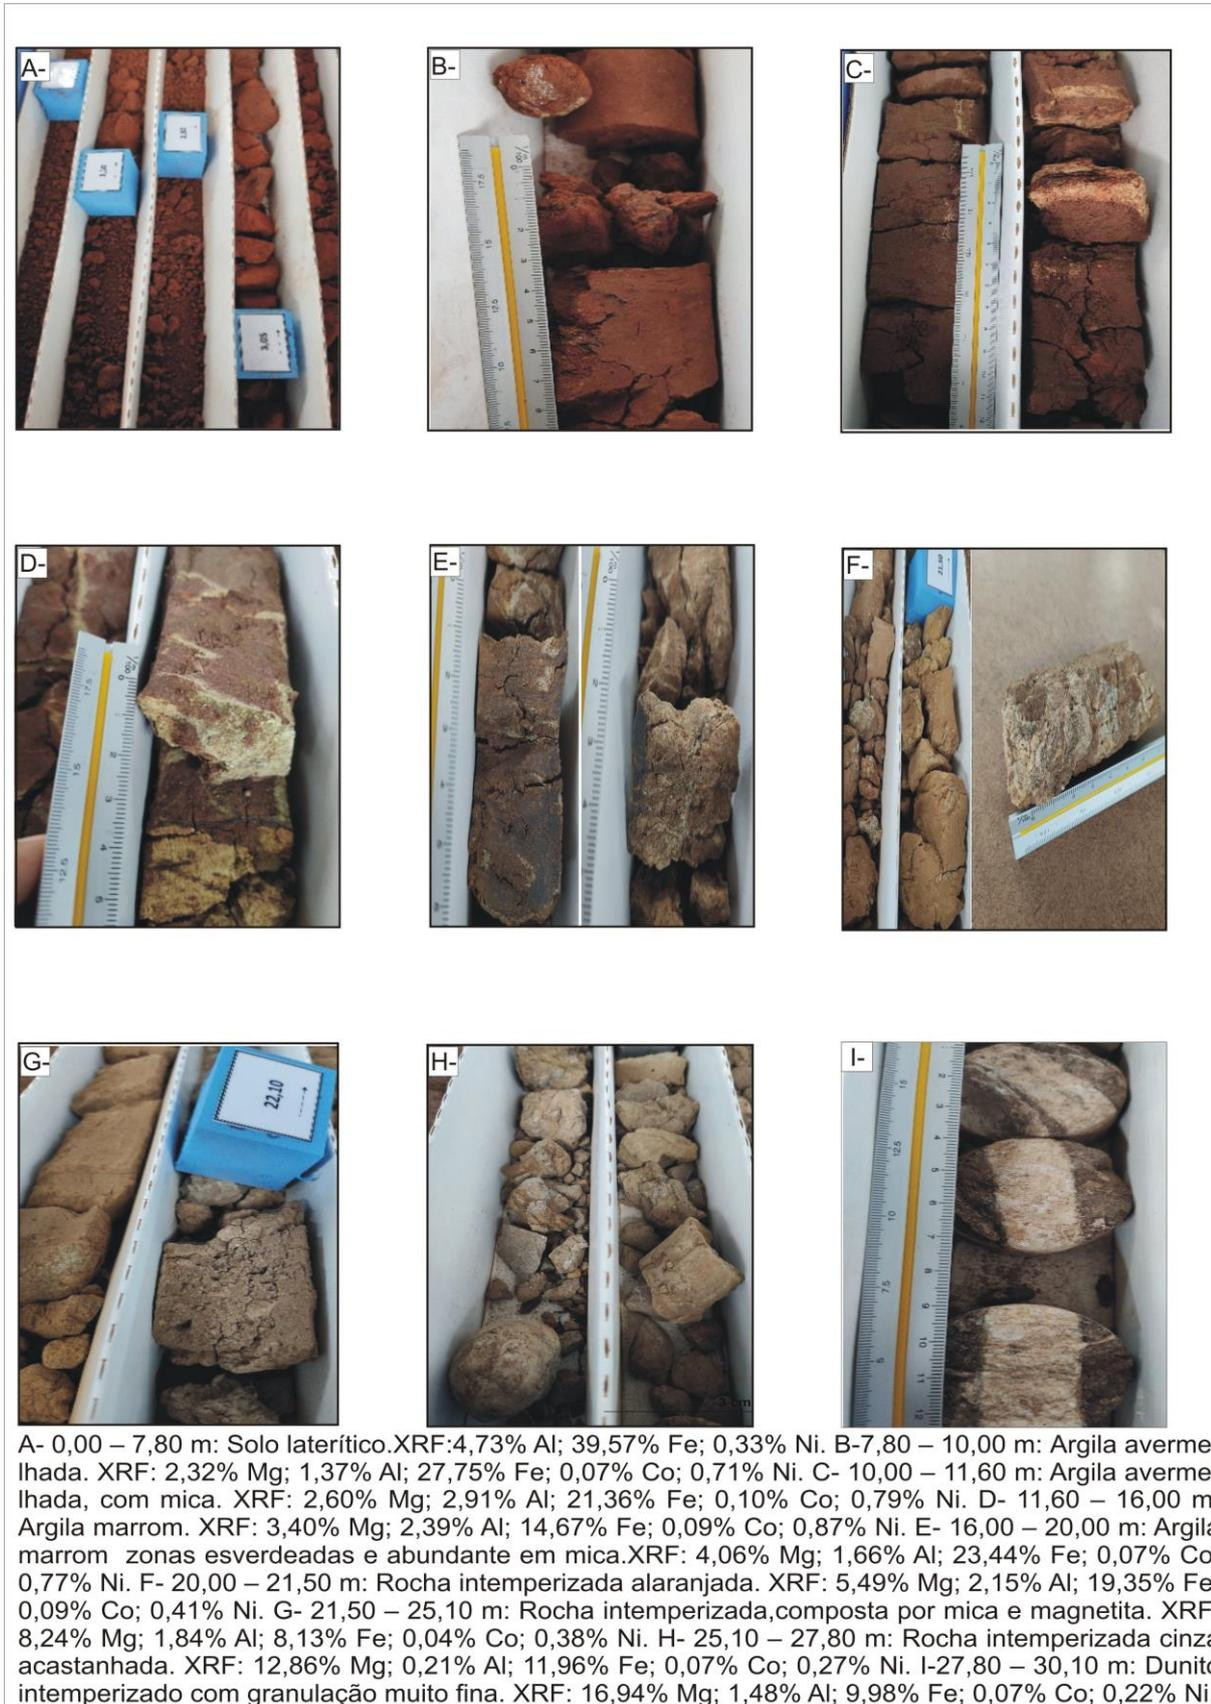 A-
B-
C-
3,05
D-
E-
F-
21,50
G-
22,10
H-
3 cm
I-
A- 0,00 – 7,80 m: Solo laterítico.XRF:4,73% Al; 39,57% Fe; 0,33% Ni. B-7,80 – 10,00 m: Argila averme
lhada. XRF: 2,32% Mg; 1,37% Al; 27,75% Fe; 0,07% Co; 0,71% Ni. C- 10,00 – 11,60 m: Argila averme
lhada, com mica. XRF: 2,60% Mg; 2,91% Al; 21,36% Fe; 0,10% Co; 0,79% Ni. D- 11,60 – 16,00 m
Argila marrom. XRF: 3,40% Mg; 2,39% Al; 14,67% Fe; 0,09% Co; 0,87% Ni. E- 16,00 – 20,00 m: Argila
marrom zonas esverdeadas e abundante em mica.XRF: 4,06% Mg; 1,66% Al; 23,44% Fe; 0,07% Co
0,77% Ni. F- 20,00 – 21,50 m: Rocha intemperizada alaranjada. XRF: 5,49% Mg; 2,15% Al; 19,35% Fe
0,09% Co; 0,41% Ni. G- 21,50 – 25,10 m: Rocha intemperizada,composta por mica e magnetita. XRF
8,24% Mg; 1,84% Al; 8,13% Fe; 0,04% Co; 0,38% Ni. H- 25,10 – 27,80 m: Rocha intemperizada cinza
acastanhada. XRF: 12,86% Mg; 0,21% Al; 11,96% Fe; 0,07% Co; 0,27% Ni. I-27,80 – 30,10 m: Dunito
intemperizado com granulação muito fina. XRF: 16,94% Mg; 1,48% Al; 9,98% Fe; 0,07% Co; 0,22% Ni